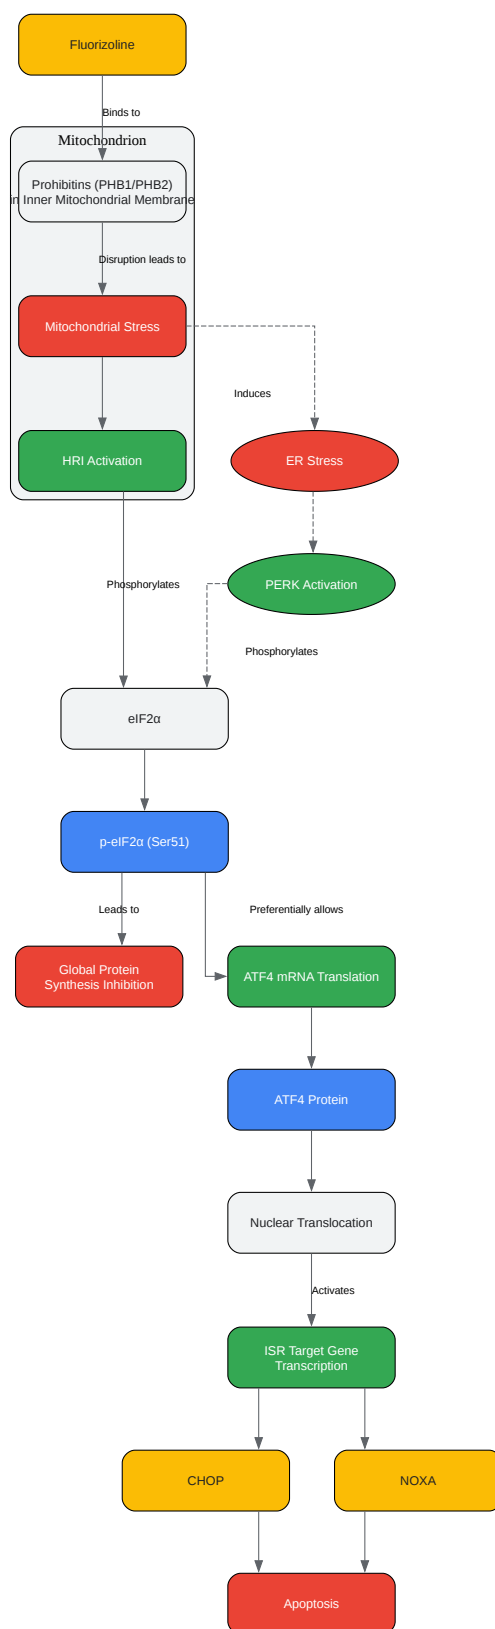 Fluorizoline
Binds to
Mitochondrion
Prohibitins (PHB1/PHB2)
in Inner Mitochondrial Membrane
Disruption leads to
Mitochondrial Stress
Induces
HRI Activation
ER Stress
Phosphorylates
PERK Activation
Phosphorylates
eIF2α
p-eIF2α (Ser51)
Leads to
Preferentially allows
Global Protein
Synthesis Inhibition
ATF4 mRNA Translation
ATF4 Protein
Nuclear Translocation
Activates
ISR Target Gene
Transcription
CHOP
NOXA
Apoptosis